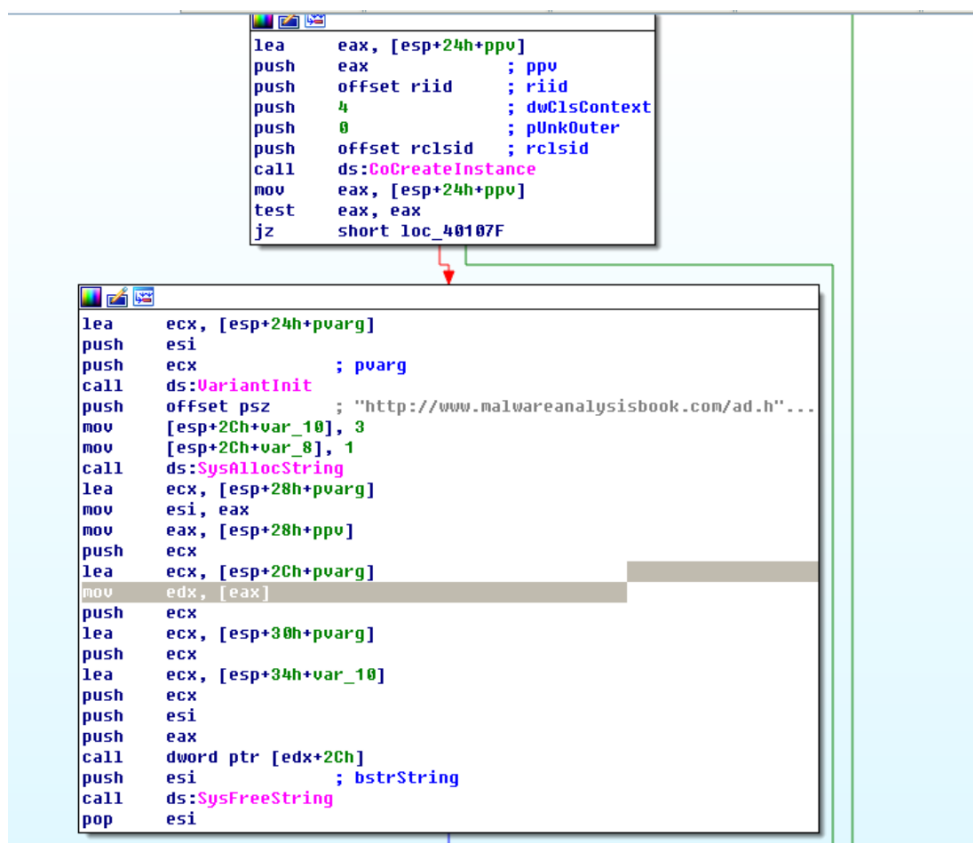 lea eax, [esp+24h+ppv]
push eax ; ppv
push offset riid ; riid
push 4 ; dwClsContext
push 0 ; pUnkOuter
push offset rclsid ; rclsid
call ds:CoCreateInstance
mov eax, [esp+24h+ppv]
test eax, eax
jz short loc_40107F
lea ecx, [esp+24h+pvarg]
push esi
push ecx ; pvarg
call ds:VariantInit
push offset psz ; "http://www.malwareanalysisbook.com/ad.h"...
mov [esp+2Ch+var_10], 3
mov [esp+2Ch+var_8], 1
call ds:SysAllocString
lea ecx, [esp+28h+pvarg]
mov esi, eax
mov eax, [esp+28h+ppv]
push ecx
lea ecx, [esp+2Ch+pvarg]
mov edx, [eax]
push ecx
lea ecx, [esp+30h+pvarg]
push ecx
lea ecx, [esp+34h+var_10]
push ecx
push esi
push eax
call dword ptr [edx+2Ch]
push esi ; bstrString
call ds:SysFreeString
pop esi